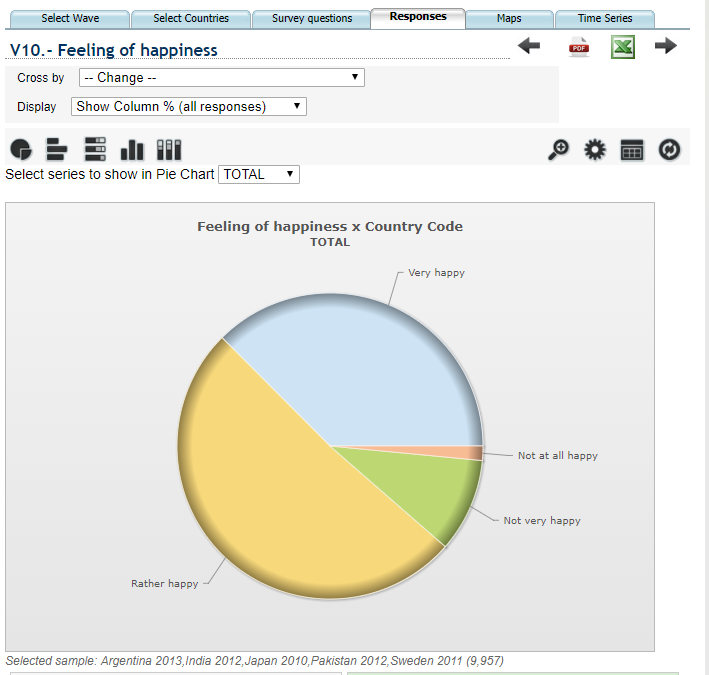 Select Wave Select Countries Survey questions Responses Maps Time Series
V10.- Feeling of happiness
PDF
Cross by -- Change --
Display Show Column % (all responses)
Select series to show in Pie Chart TOTAL
Feeling of happiness x Country Code
TOTAL
Very happy
Not at all happy
Not very happy
Rather happy
Selected sample: Argentina 2013,India 2012,Japan 2010,Pakistan 2012,Sweden 2011 (9,957)